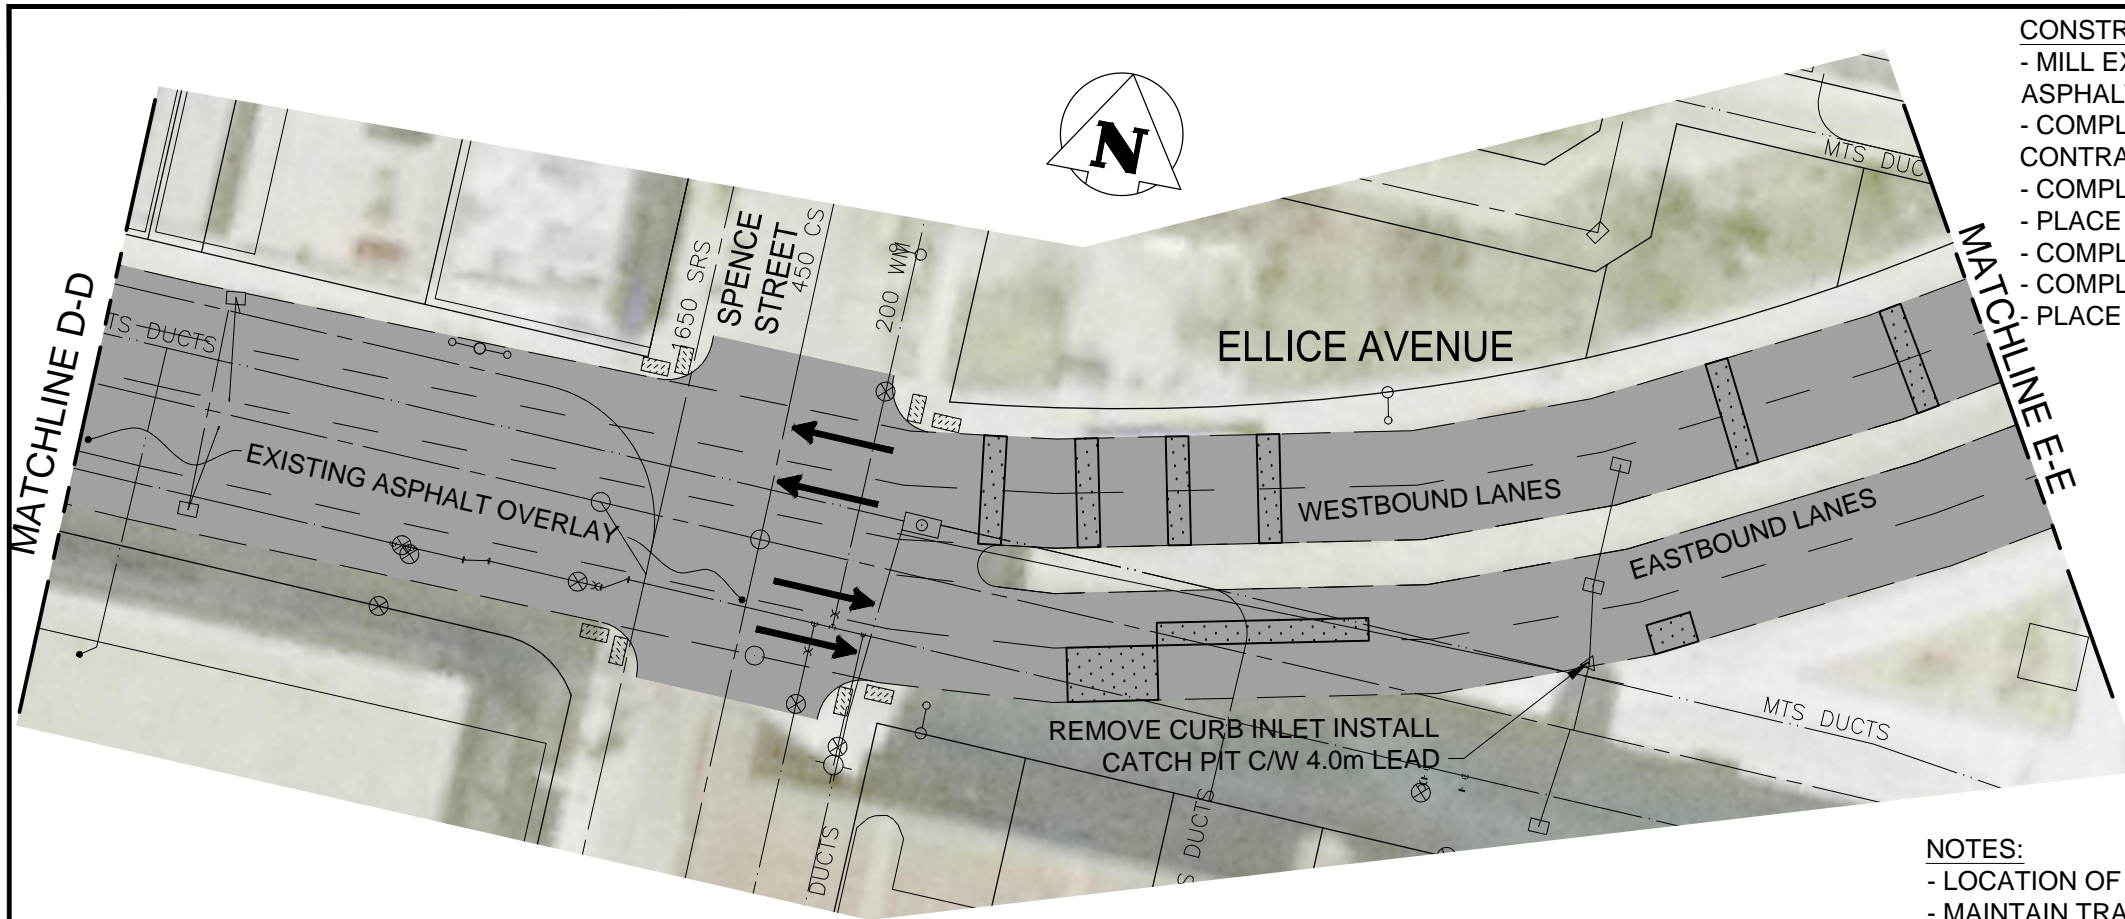 CONSTR
- MILL EX
ASPHAL
- COMPL
CONTRA
- COMPL
- PLACE
- COMPL
- COMPL
- PLACE
N
MTS DUC
MATCHLINE D-D
MATCHLINE E-E
1650 SRS
SPENCE
STREET
450 CS
200 WM
TS DUCTS
ELLICE AVENUE
EXISTING ASPHALT OVERLAY
WESTBOUND LANES
EASTBOUND LANES
REMOVE CURB INLET INSTALL
CATCH PIT C/W 4.0m LEAD
MTS DUCTS
DUCTS
S DUCTS
NOTES:
- LOCATION OF
- MAINTAIN TRA